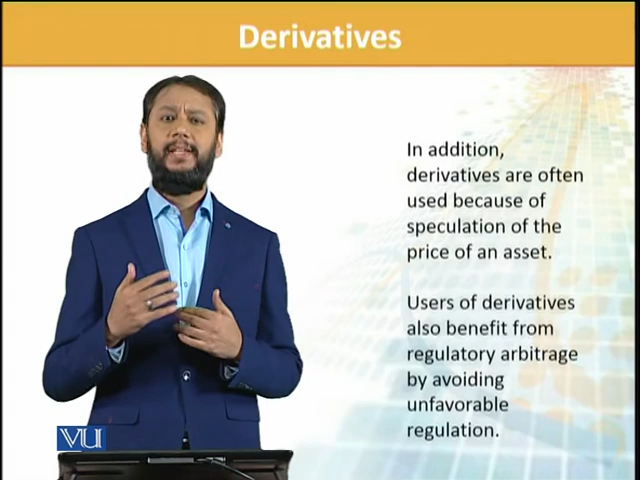 Derivatives
In addition,
derivatives are often
used because of
speculation of the
price of an asset.
Users of derivatives
also benefit from
regulatory arbitrage
by avoiding
unfavorable
regulation.
VU